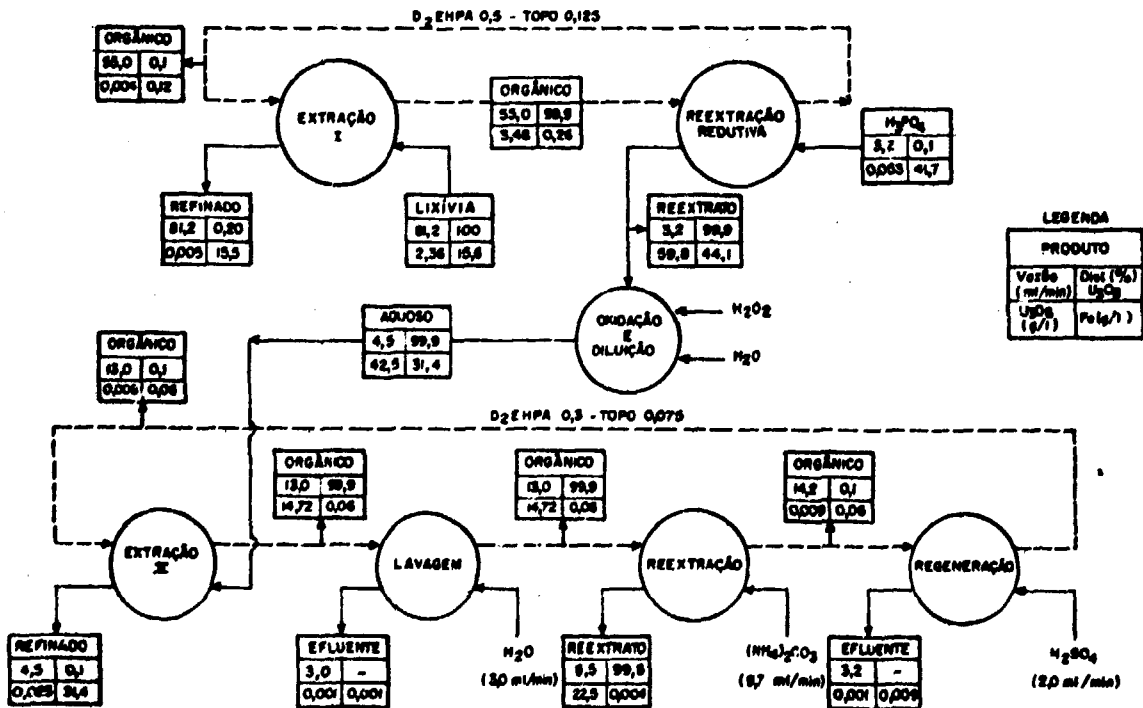 D2EHPA 0,5 - TOPO 0,125
ORGÂNICO
55,0 0,1
0,004 0,12
EXTRAÇÃO
I
ORGÂNICO
55,0 99,9
3,48 0,26
REEXTRAÇÃO
REDUTIVA
H3PO4
3,2 0,1
0,063 41,7
REFINADO
81,2 0,20
0,005 15,5
LIXÍVIA
81,2 100
2,36 15,6
REEXTRATO
3,2 99,9
59,8 44,1
LEGENDA
PRODUTO
Vazão (ml/min) Dist (%) U3O8
U3O8 (g/l) Fe(g/l)
OXIDAÇÃO
E
DILUIÇÃO
H2O2
H2O
AQUOSO
4,5 99,9
42,5 31,4
ORGÂNICO
13,0 0,1
0,006 0,06
D2EHPA 0,3 - TOPO 0,075
ORGÂNICO
13,0 99,9
14,72 0,06
ORGÂNICO
13,0 99,9
14,72 0,06
ORGÂNICO
14,2 0,1
0,009 0,06
EXTRAÇÃO
II
LAVAGEM
REEXTRAÇÃO
REGENERAÇÃO
REFINADO
4,5 0,1
0,025 31,4
EFLUENTE
3,0 -
0,001 0,001
H2O
(3,0 ml/min)
REEXTRATO
8,5 99,8
22,5 0,004
(NH4)2CO3
(9,7 ml/min)
EFLUENTE
3,2 -
0,001 0,009
H2SO4
(2,0 ml/min)